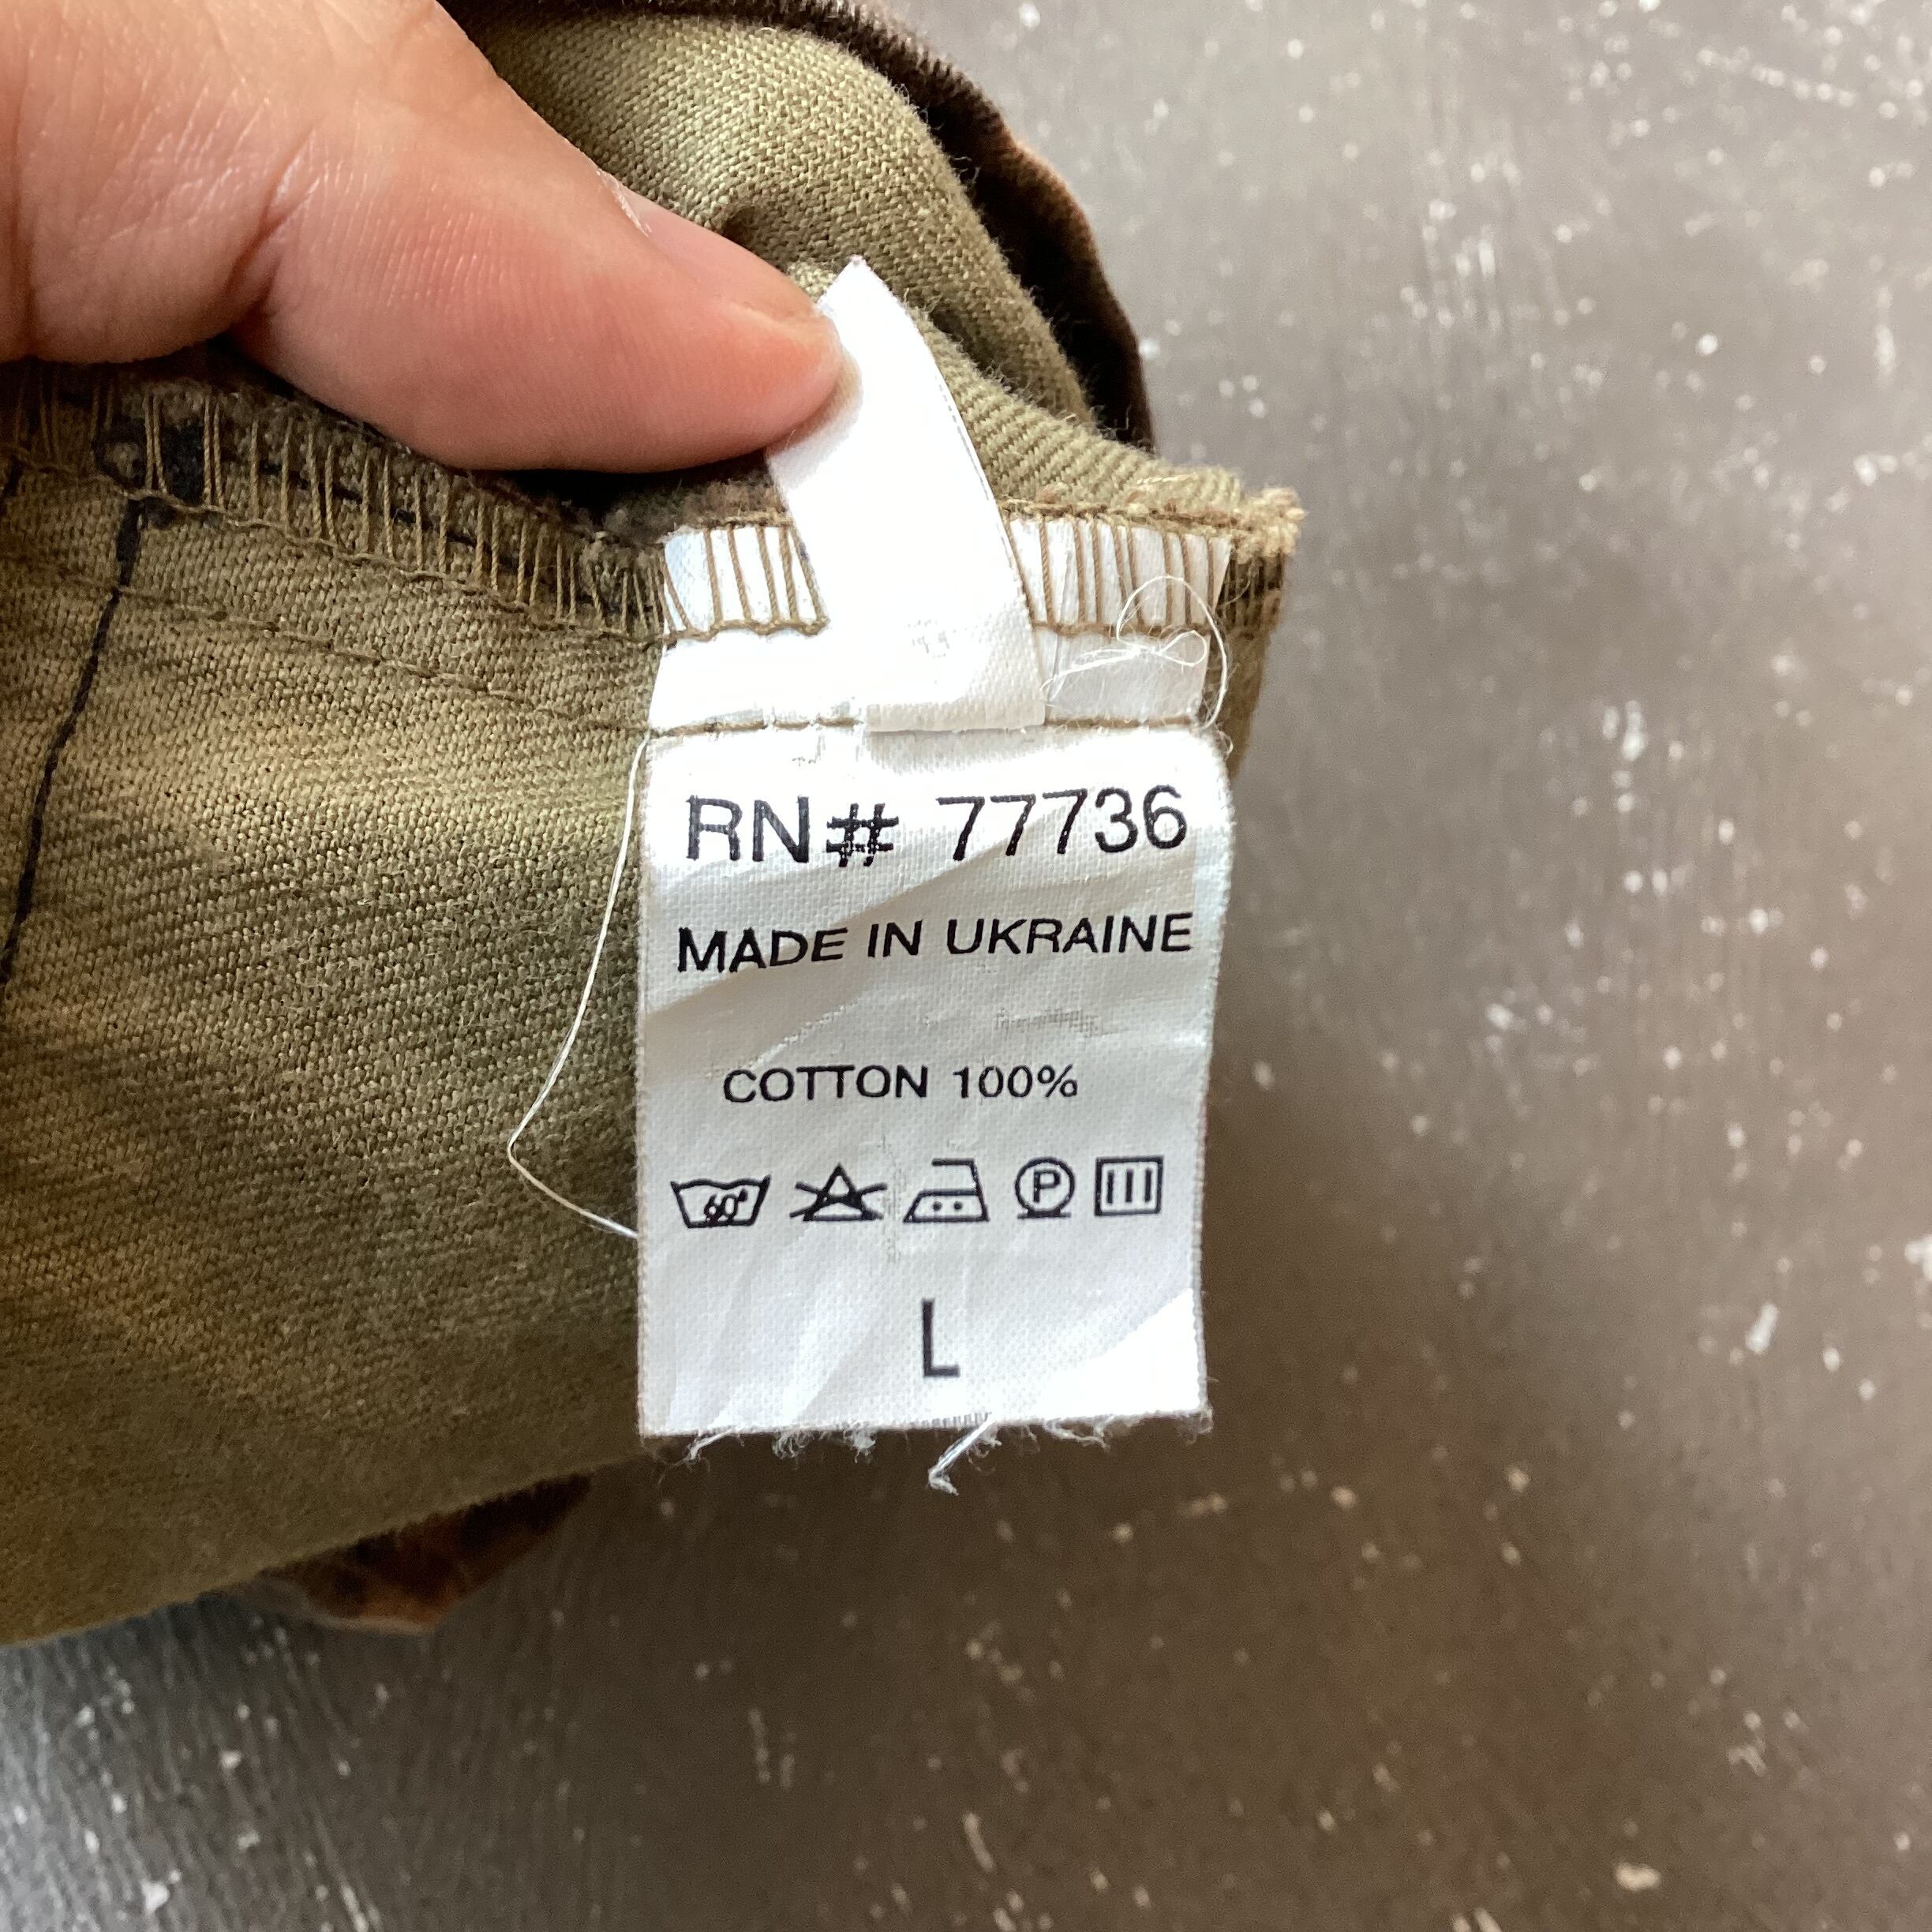 RN# 77736
MADE IN UKRAINE
COTTON 100%
60° P
L